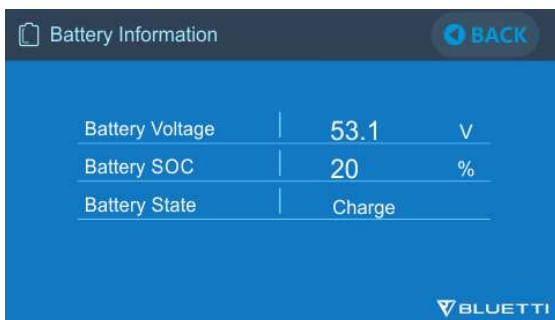 Battery Information
BACK
Battery Voltage 53.1 V
Battery SOC 20 %
Battery State Charge
BLUETTI